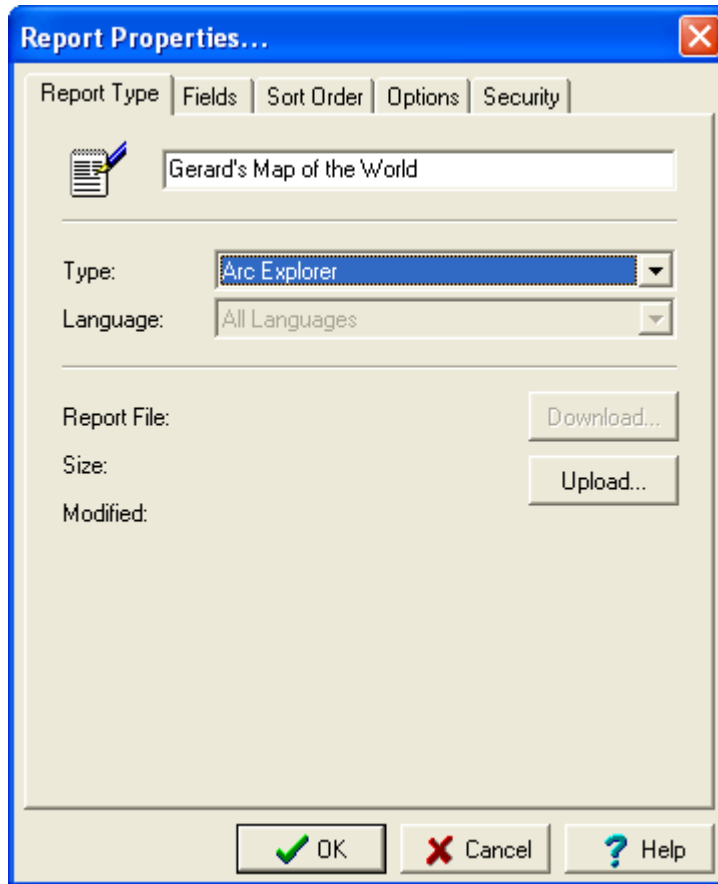 Report Properties...
Report Type Fields Sort Order Options Security
Gerard's Map of the World
Type: Arc Explorer
Language: All Languages
Report File: Download...
Size:
Upload...
Modified:
OK Cancel ? Help